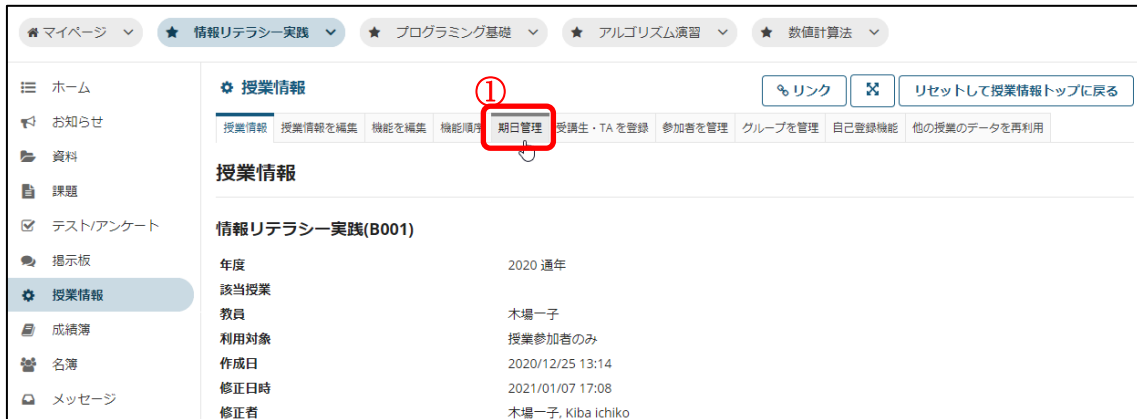 マイページ ★ 情報リテラシー実践 ★ プログラミング基礎 ★ アルゴリズム演習 ★ 数値計算法
ホーム
お知らせ
資料
課題
テスト/アンケート
掲示板
授業情報
成績簿
名簿
メッセージ
授業情報
①
リンク
リセットして授業情報トップに戻る
授業情報 授業情報を編集 機能を編集 機能順序 期日管理 受講生・TA を登録 参加者を管理 グループを管理 自己登録機能 他の授業のデータを再利用
授業情報
情報リテラシー実践(B001)
年度 2020 通年
該当授業
教員 木場一子
利用対象 授業参加者のみ
作成日 2020/12/25 13:14
修正日時 2021/01/07 17:08
修正者 木場一子, Kiba ichiko